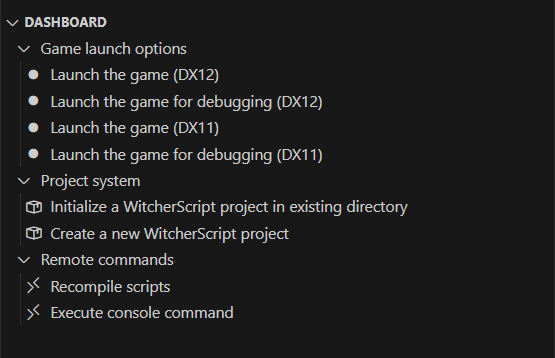 DASHBOARD
Game launch options
Launch the game (DX12)
Launch the game for debugging (DX12)
Launch the game (DX11)
Launch the game for debugging (DX11)
Project system
Initialize a WitcherScript project in existing directory
Create a new WitcherScript project
Remote commands
Recompile scripts
Execute console command